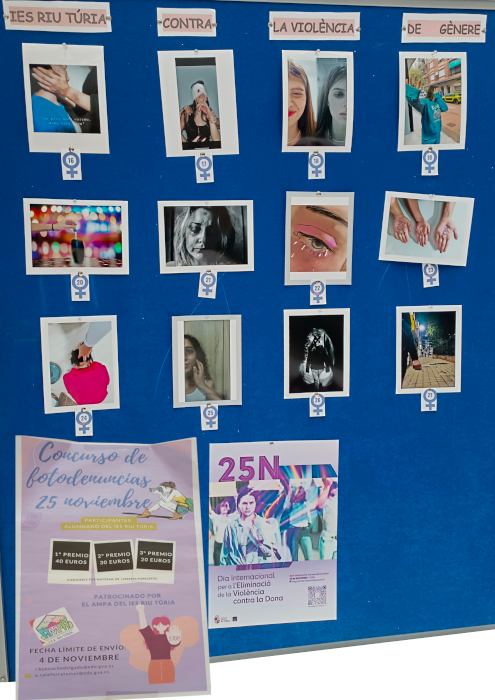 IES RIU TÚRIA
CONTRA
LA VIOLÈNCIA
DE GÈNERE
16
17
18
19
20
21
22
23
24
25
26
27
Concurso de
fotodenuncias
25 noviembre
PARTICIPANTES
ALUMNADO DEL IES RIU TÚRIA
1º PREMIO
40 EUROS
2º PREMIO
30 EUROS
3º PREMIO
20 EUROS
PATROCINADO POR
EL AMPA DEL IES RIU TÚRIA
FECHA LÍMITE DE ENVÍO
4 DE NOVIEMBRE
25N
Dia Internacional
per a l'Eliminació
de la Violència
contra la Dona